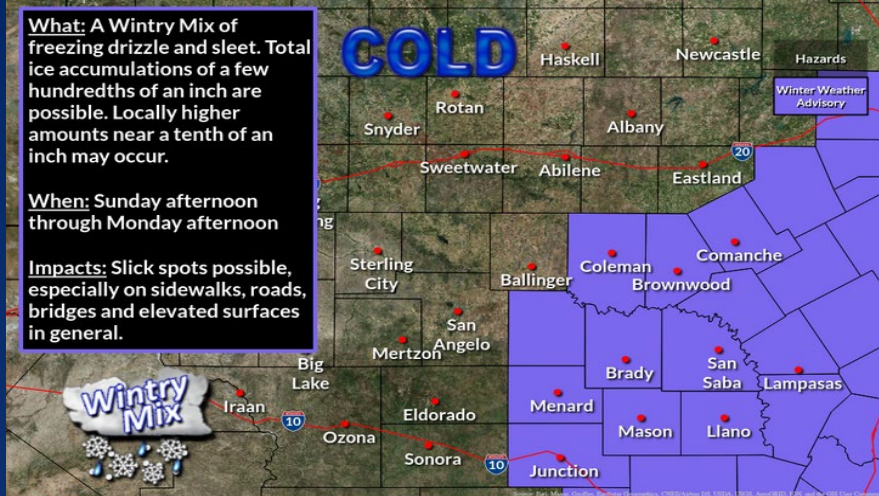 What: A Wintry Mix of
freezing drizzle and sleet. Total
ice accumulations of a few
hundredths of an inch are
possible. Locally higher
amounts near a tenth of an
inch may occur.
When: Sunday afternoon
through Monday afternoon
Impacts: Slick spots possible,
especially on sidewalks, roads,
bridges and elevated surfaces
in general.
COLD
Haskell
Newcastle
Hazards
Winter Weather
Advisory
Rotan
Snyder
Albany
20
Sweetwater
Abilene
Eastland
Sterling
City
Ballinger
Coleman
Comanche
Brownwood
San
Angelo
Mertzon
Big
Lake
Brady
San
Saba
Lampasas
Wintry
Mix
Iraan
10
Ozona
Eldorado
Menard
Mason
Llano
Sonora
10
Junction